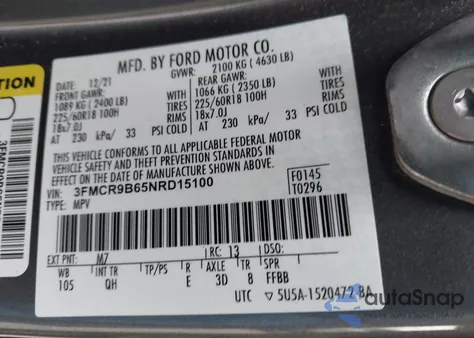 MFD. BY FORD MOTOR CO.
DATE: 12/21
GVWR: 2100 KG ( 4630 LB)
FRONT GAWR:
REAR GAWR:
1089 KG ( 2400 LB)
1066 KG ( 2350 LB)
225/60R18 100H TIRES
225/60R18 100H TIRES
18x7.0J RIMS
18x7.0J RIMS
AT 230 kPa/ 33 PSI COLD
AT 230 kPa/ 33 PSI COLD
THIS VEHICLE CONFORMS TO ALL APPLICABLE FEDERAL MOTOR
VEHICLE SAFETY AND BUMPER STANDARDS IN EFFECT ON THE
DATE OF MANUFACTURE SHOWN ABOVE.
VIN: 3FMCR9B65NRD15100
TYPE: MPV
F0145
T0296
EXT PNT: M7 RC: 13 DSO:
WB INT TR TP/PS R AXLE TR SPR
105 QH E 3D 8 FFBB
UTC ▽ 5U5A-1520472-BA
autoSnap